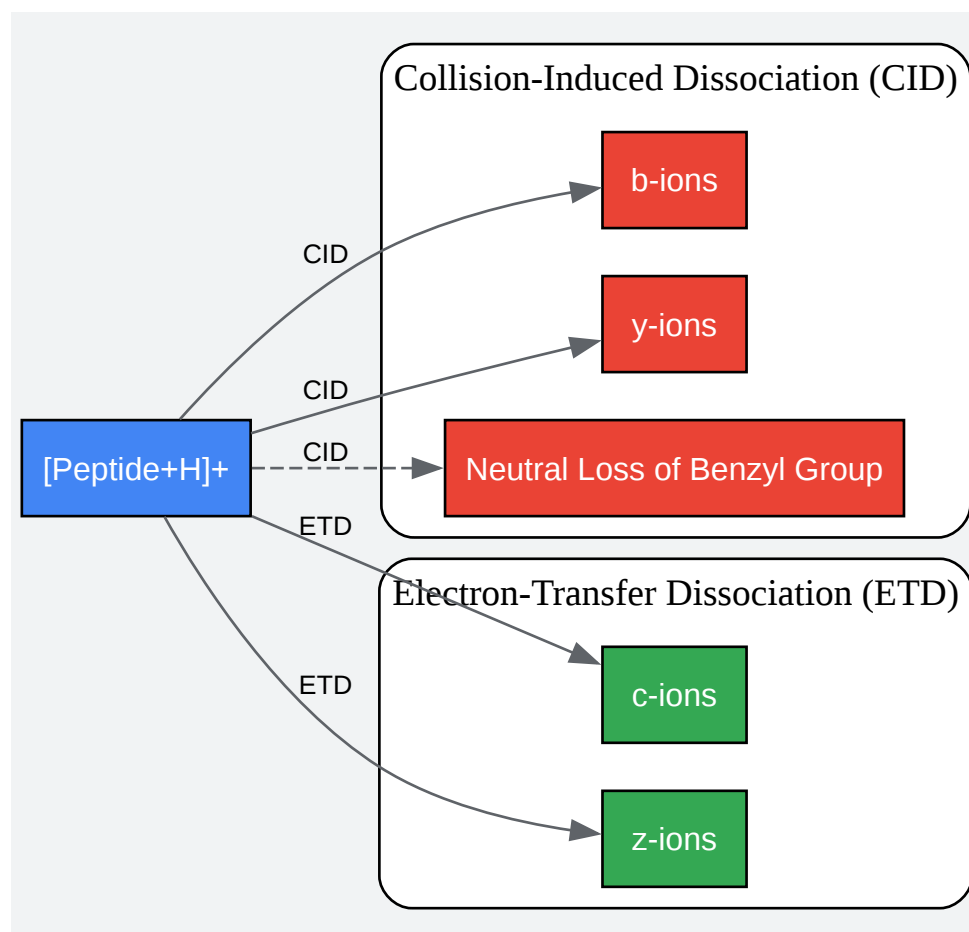 Collision-Induced Dissociation (CID)
b-ions
CID
y-ions
CID
[Peptide+H]+
CID
Neutral Loss of Benzyl Group
ETD
Electron-Transfer Dissociation (ETD)
c-ions
ETD
z-ions